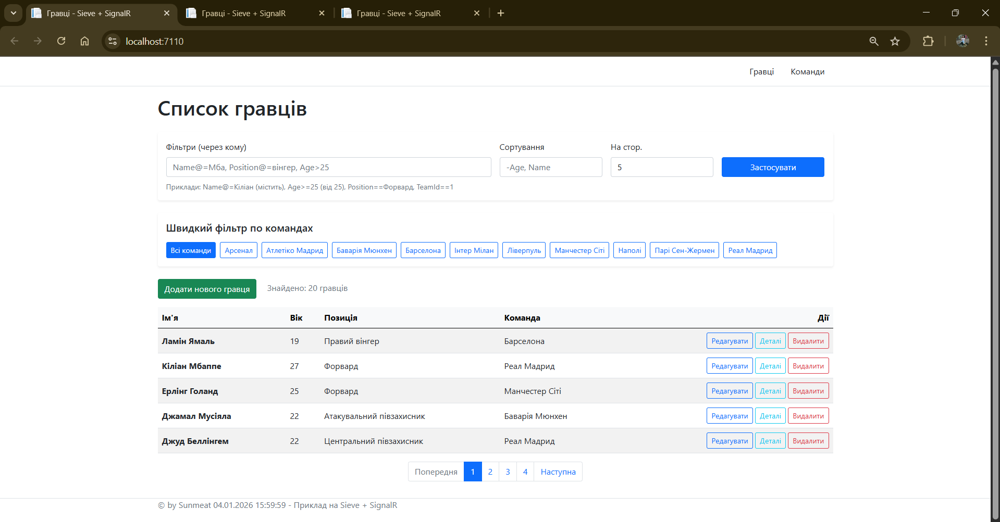 Гравці - Sieve + SignalR
Гравці - Sieve + SignalR
Гравці - Sieve + SignalR
localhost:7110
Гравці Команди
Список гравців
Фільтри (через кому) Сортування На стор.
Name@=Мба, Position@=вінгер, Age>25 -Age, Name 5 Застосувати
Приклади: Name@=Кіліан (містить), Age>=25 (від 25), Position==Форвард, TeamId==1
Швидкий фільтр по командах
Всі команди Арсенал Атлетіко Мадрид Баварія Мюнхен Барселона Інтер Мілан Ліверпуль Манчестер Сіті Наполі Парі Сен-Жермен Реал Мадрид
Додати нового гравця Знайдено: 20 гравців
Ім'я Вік Позиція Команда Дії
Ламін Ямаль 19 Правий вінгер Барселона Редагувати Деталі Видалити
Кіліан Мбаппе 27 Форвард Реал Мадрид Редагувати Деталі Видалити
Ерлінг Голанд 25 Форвард Манчестер Сіті Редагувати Деталі Видалити
Джамал Мусіяла 22 Атакувальний півзахисник Баварія Мюнхен Редагувати Деталі Видалити
Джуд Беллінгем 22 Центральний півзахисник Реал Мадрид Редагувати Деталі Видалити
Попередня 1 2 3 4 Наступна
© by Sunmeat 04.01.2026 15:59:59 - Приклад на Sieve + SignalR